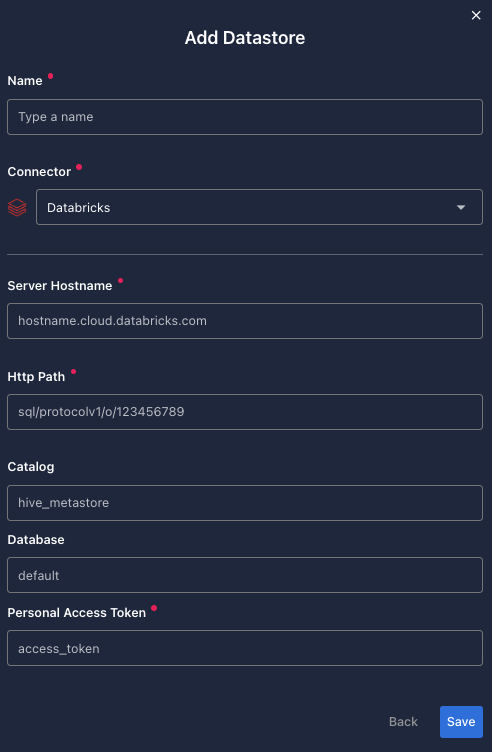 Add Datastore
Name
Type a name
Connector
Databricks
Server Hostname
hostname.cloud.databricks.com
Http Path
sql/protocolv1/o/123456789
Catalog
hive_metastore
Database
default
Personal Access Token
access_token
Back Save